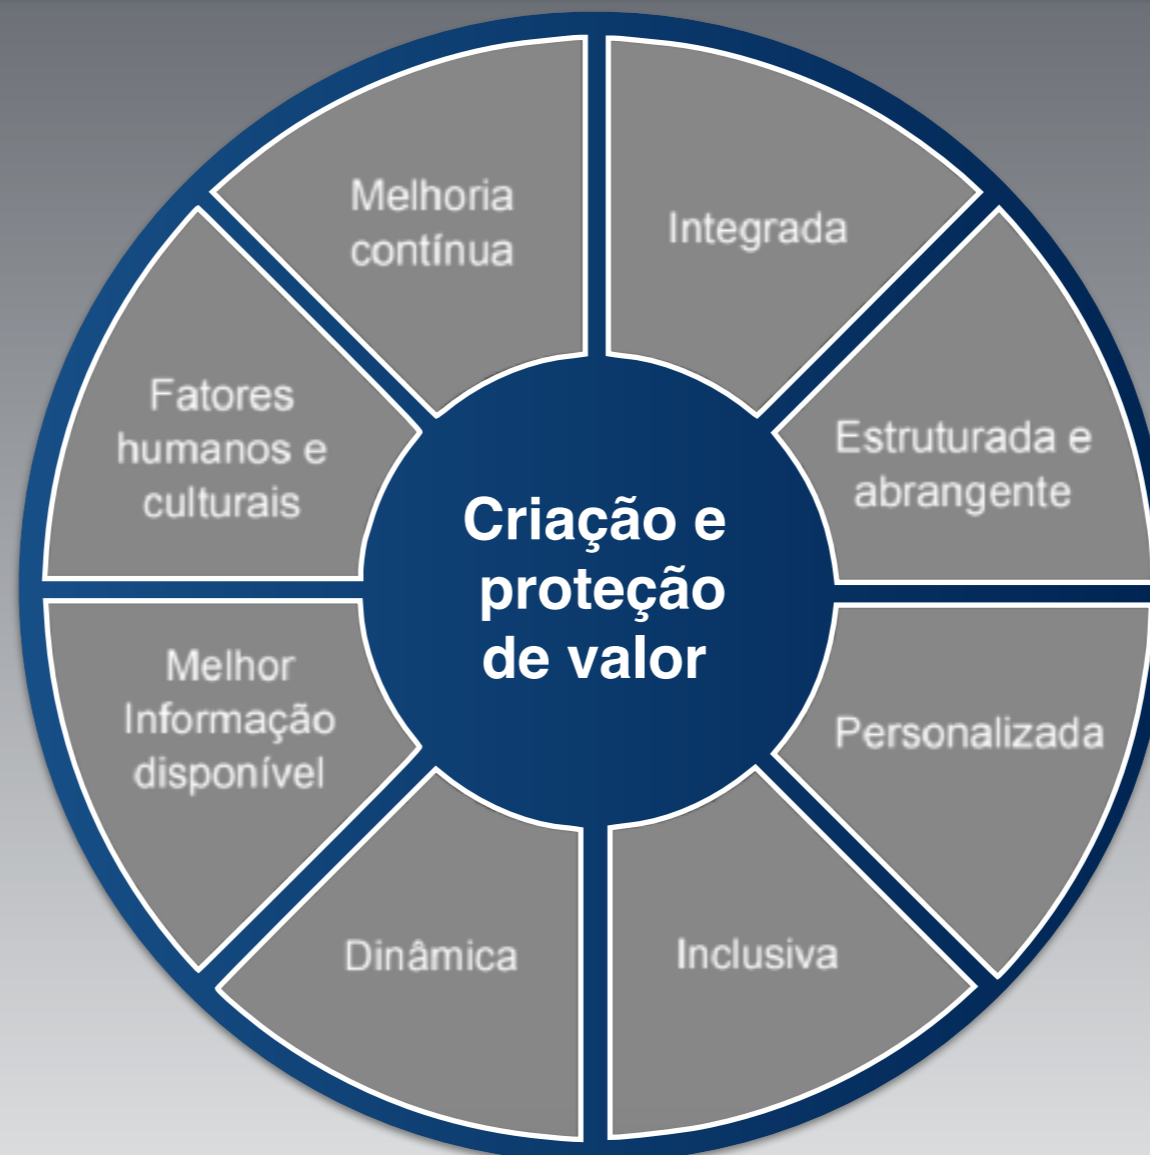 Melhoria
contínua
Integrada
Fatores
humanos e
culturais
Estruturada e
abrangente
Criação e
proteção
de valor
Melhor
Informação
disponível
Personalizada
Dinâmica
Inclusiva